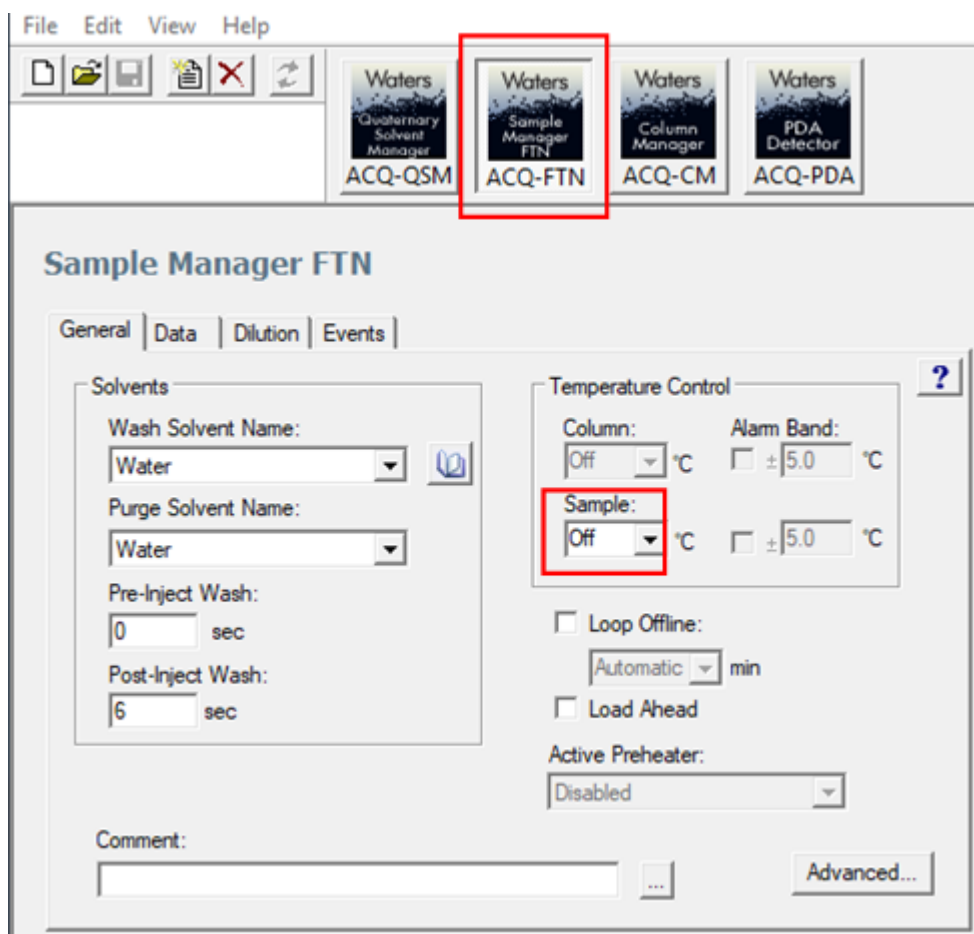 File Edit View Help
Waters
Quaternary
Solvent
Manager
ACQ-QSM
Waters
Sample
Manager
FTN
ACQ-FTN
Waters
Column
Manager
ACQ-CM
Waters
PDA
Detector
ACQ-PDA
Sample Manager FTN
General Data Dilution Events
Solvents
Wash Solvent Name:
Water
Purge Solvent Name:
Water
Pre-Inject Wash:
0 sec
Post-Inject Wash:
6 sec
Temperature Control
?
Column: Alarm Band:
Off °C ± 5.0 °C
Sample:
Off °C ± 5.0 °C
Loop Offline:
Automatic min
Load Ahead
Active Preheater:
Disabled
Comment:
...
Advanced...